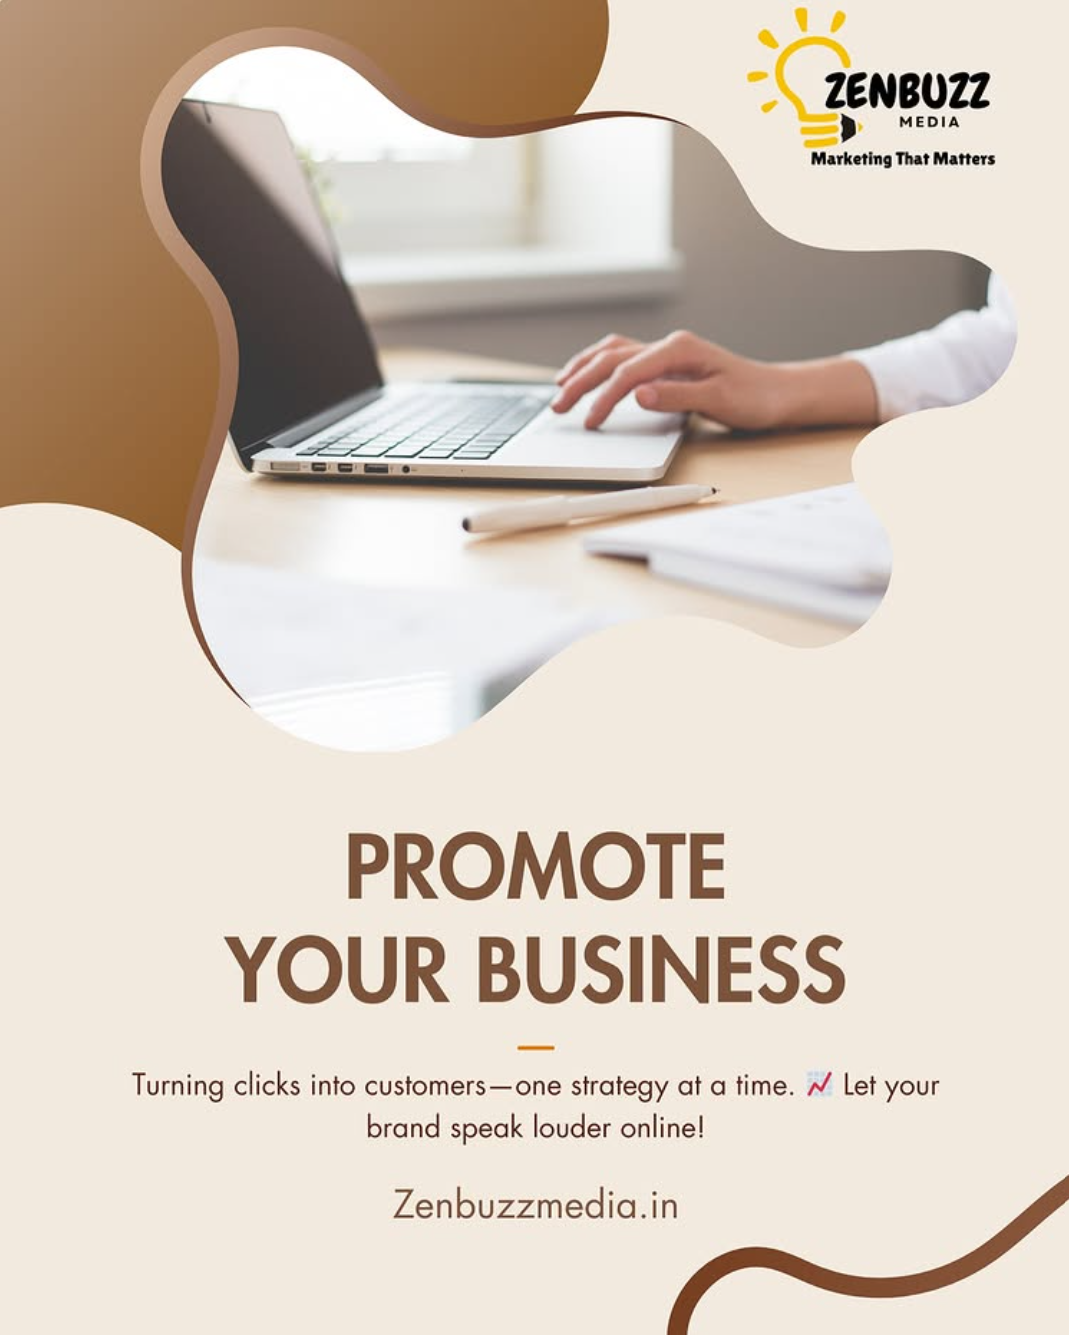 ZENBUZZ
MEDIA
Marketing That Matters
PROMOTE
YOUR BUSINESS
Turning clicks into customers—one strategy at a time. 📈 Let your
brand speak louder online!
Zenbuzzmedia.in